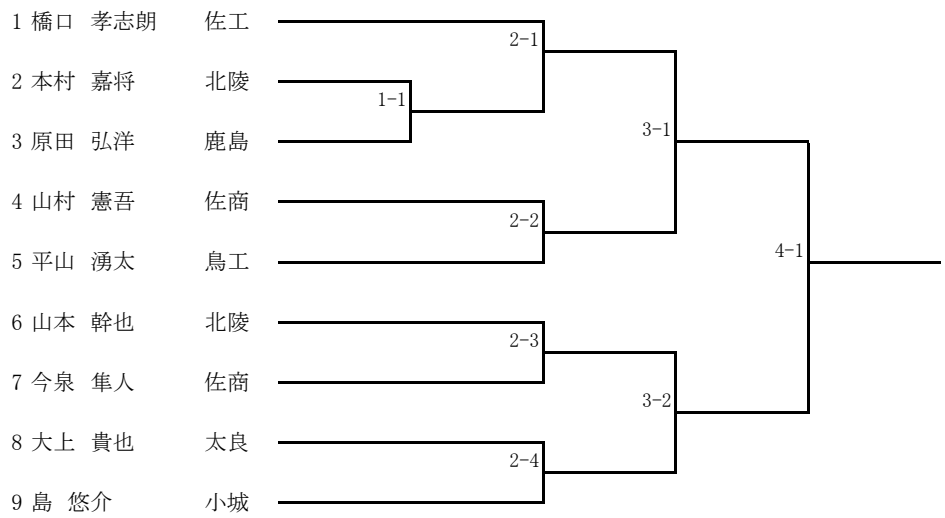 1 橋口 孝志朗 佐工
2-1
2 本村 嘉将 北陵
1-1
3 原田 弘洋 鹿島
3-1
4 山村 憲吾 佐商
2-2
5 平山 湧太 鳥工
4-1
6 山本 幹也 北陵
2-3
7 今泉 隼人 佐商
3-2
8 大上 貴也 太良
2-4
9 島 悠介 小城